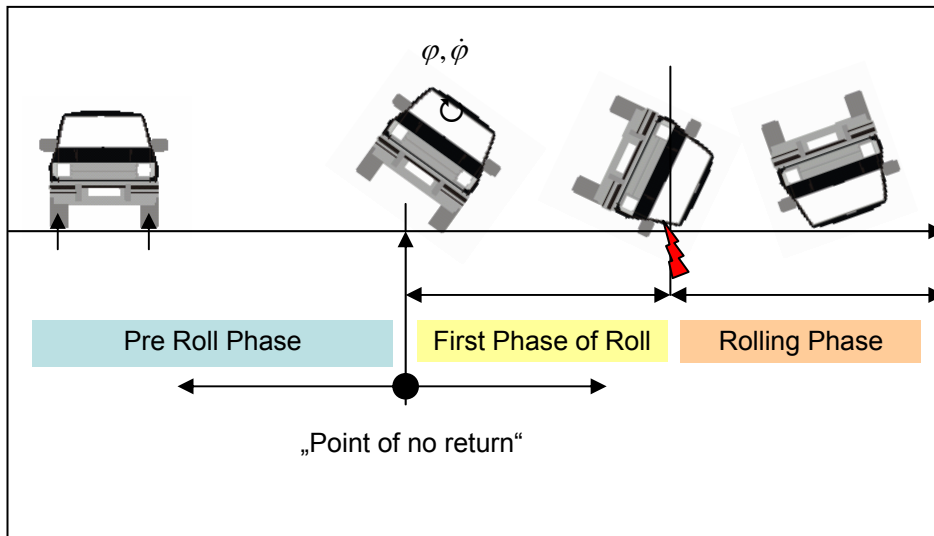 φ, φ̇
Pre Roll Phase
First Phase of Roll
Rolling Phase
„Point of no return“